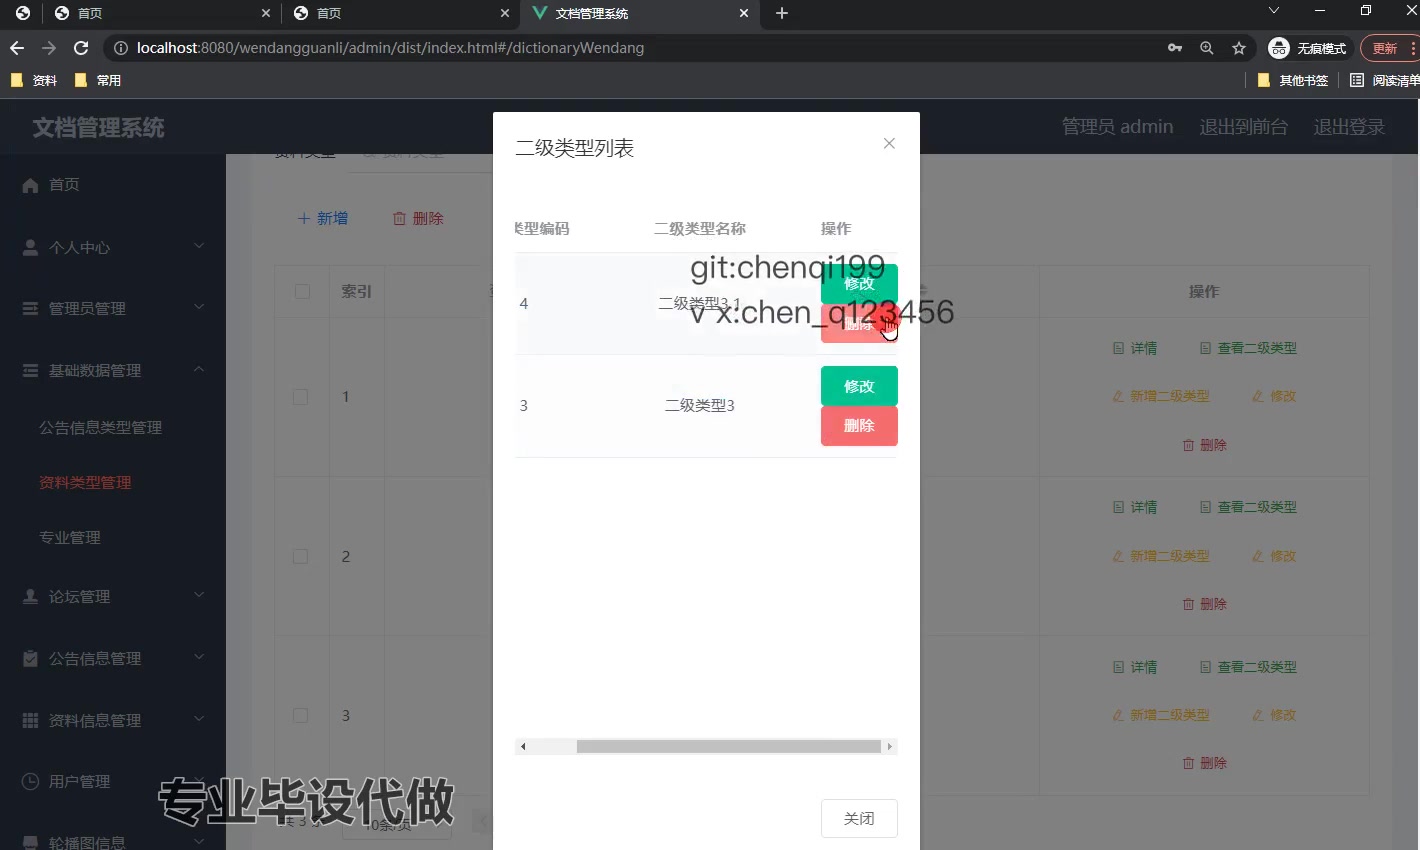 首页
首页
文档管理系统
localhost:8080/wendangguanli/admin/dist/index.html#/dictionaryWendang
无痕模式
更新
资料
常用
其他书签
阅读清单
文档管理系统
管理员 admin
退出到前台
退出登录
首页
个人中心
管理员管理
基础数据管理
公告信息类型管理
资料类型管理
专业管理
论坛管理
公告信息管理
资料信息管理
用户管理
轮播图信息
资料类型
资料类型
新增
删除
索引
操作
1
详情
查看二级类型
新增二级类型
修改
删除
2
详情
查看二级类型
新增二级类型
修改
删除
3
详情
查看二级类型
新增二级类型
修改
删除
共 3 条
10条/页
二级类型列表
类型编码
二级类型名称
操作
4
二级类型3.1
修改
删除
3
二级类型3
修改
删除
关闭
git:chenqi199
v x:chen_q123456
专业毕设代做